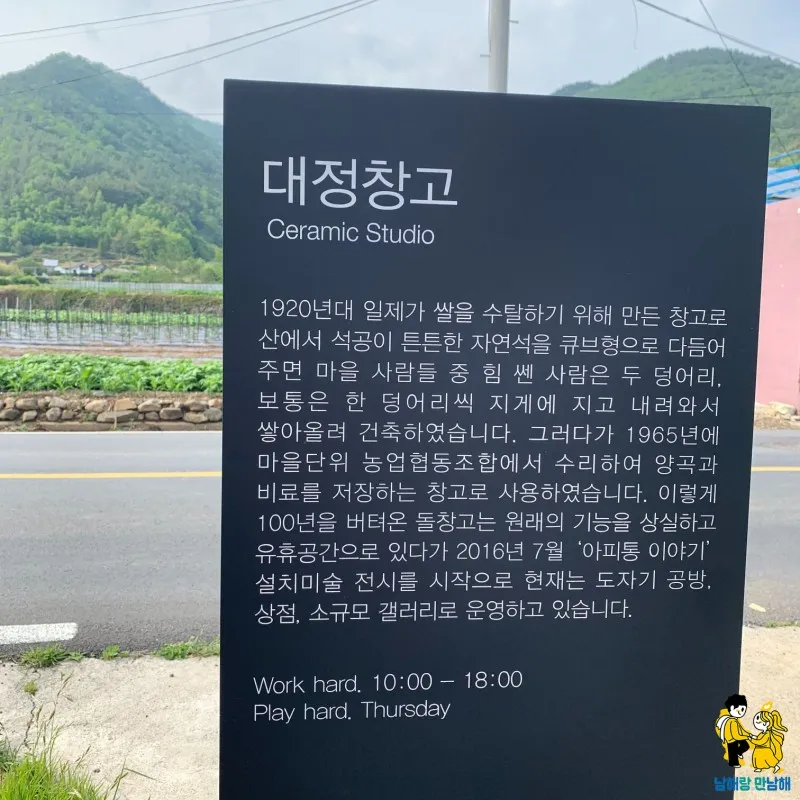 대정창고
Ceramic Studio
1920년대 일제가 쌀을 수탈하기 위해 만든 창고로
산에서 석공이 튼튼한 자연석을 큐브형으로 다듬어
주면 마을 사람들 중 힘 쎈 사람은 두 덩어리,
보통은 한 덩어리씩 지게에 지고 내려와서
쌓아올려 건축하였습니다. 그러다가 1965년에
마을단위 농업협동조합에서 수리하여 양곡과
비료를 저장하는 창고로 사용하였습니다. 이렇게
100년을 버텨온 돌창고는 원래의 기능을 상실하고
유휴공간으로 있다가 2016년 7월 ‘아피통 이야기’
설치미술 전시를 시작으로 현재는 도자기 공방,
상점, 소규모 갤러리로 운영하고 있습니다.
Work hard. 10:00 – 18:00
Play hard. Thursday
남해랑 만남해